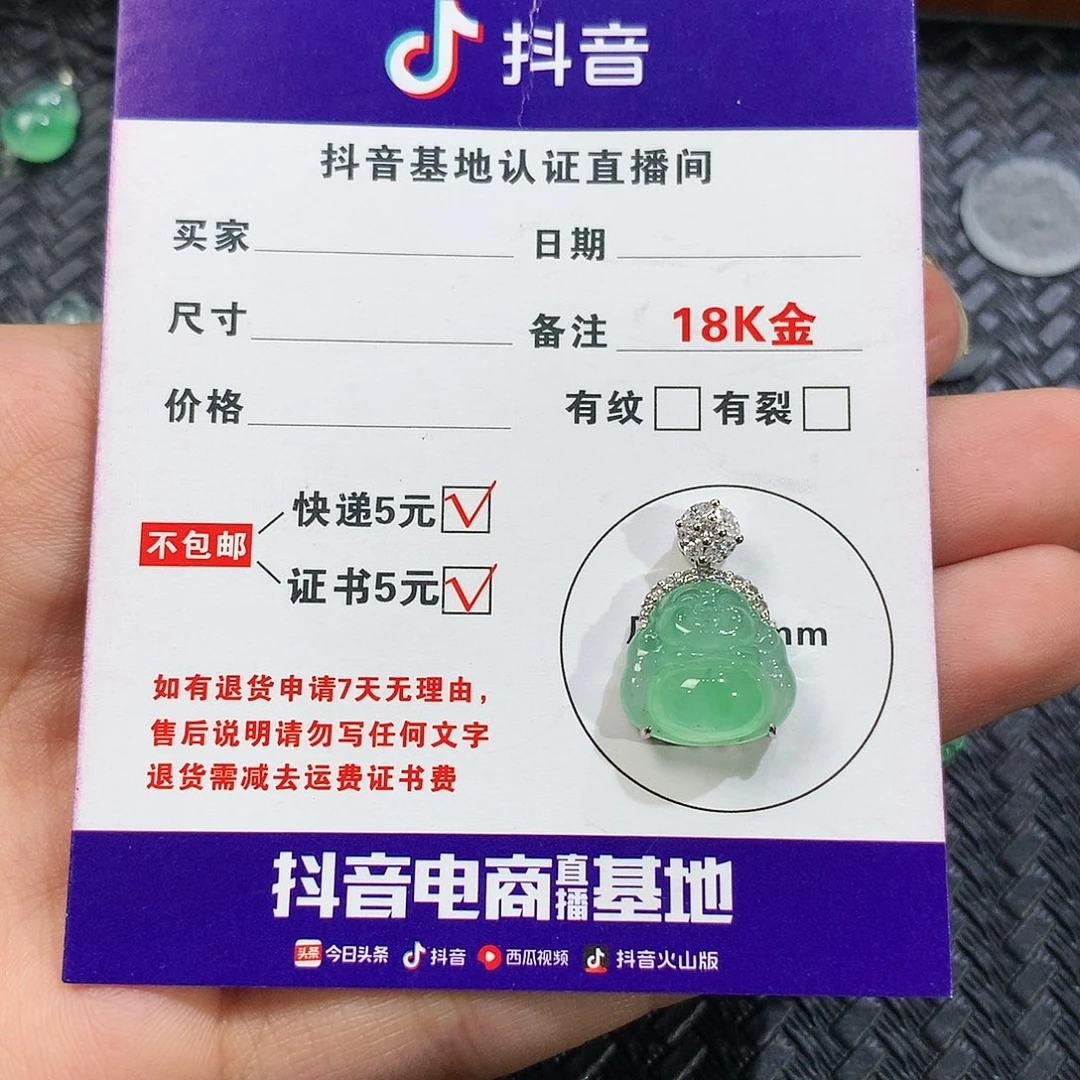 抖音
抖音基地认证直播间
买家 日期
尺寸 备注 18K金
价格 有纹 有裂
快递5元
不包邮
证书5元
mm
如有退货申请7天无理由，
售后说明请勿写任何文字
退货需减去运费证书费
抖音电商直播基地
头条 今日头条 抖音 西瓜视频 抖音火山版